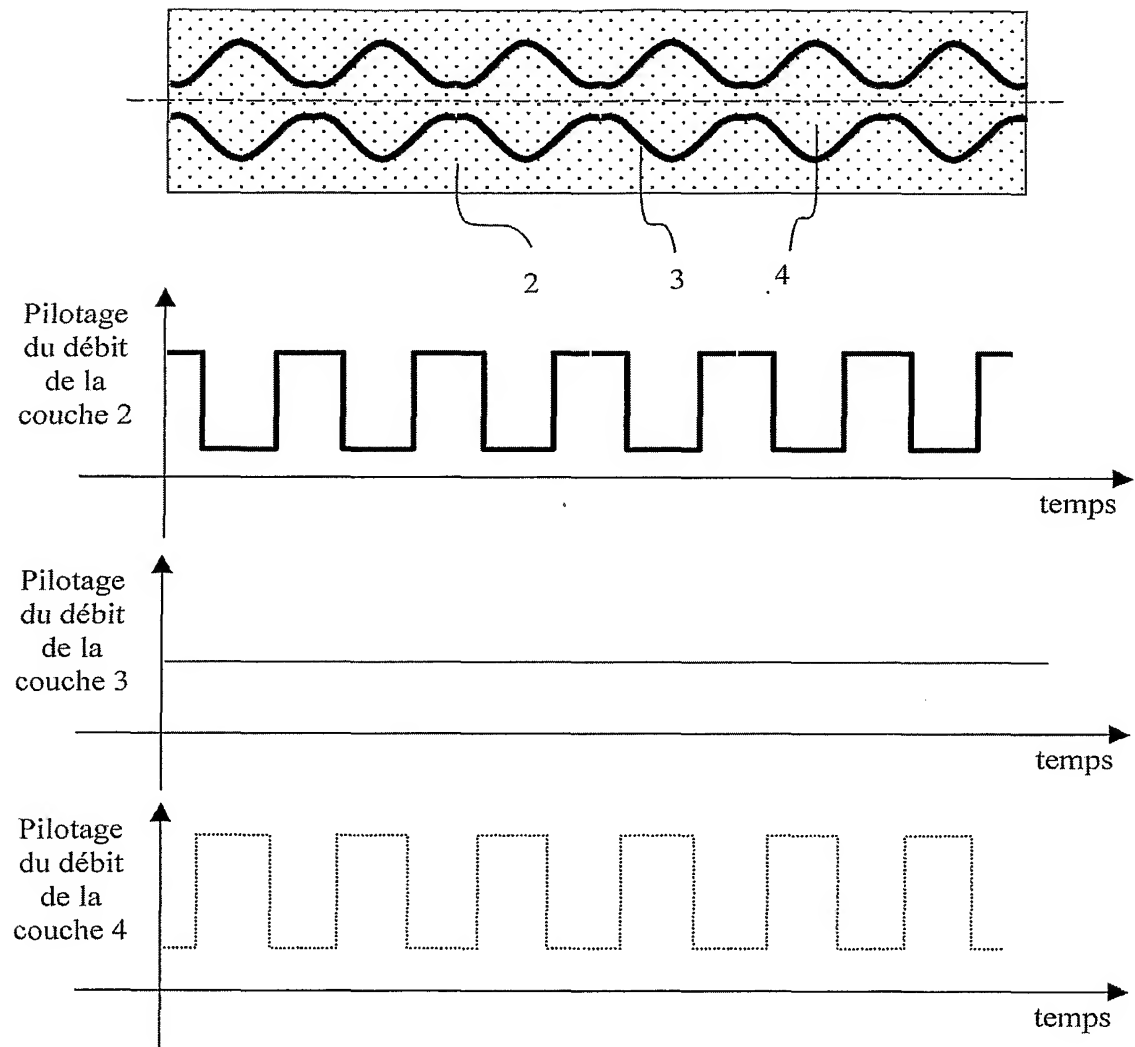 2
3
4
Pilotage
du débit
de la
couche 2
temps
Pilotage
du débit
de la
couche 3
temps
Pilotage
du débit
de la
couche 4
temps